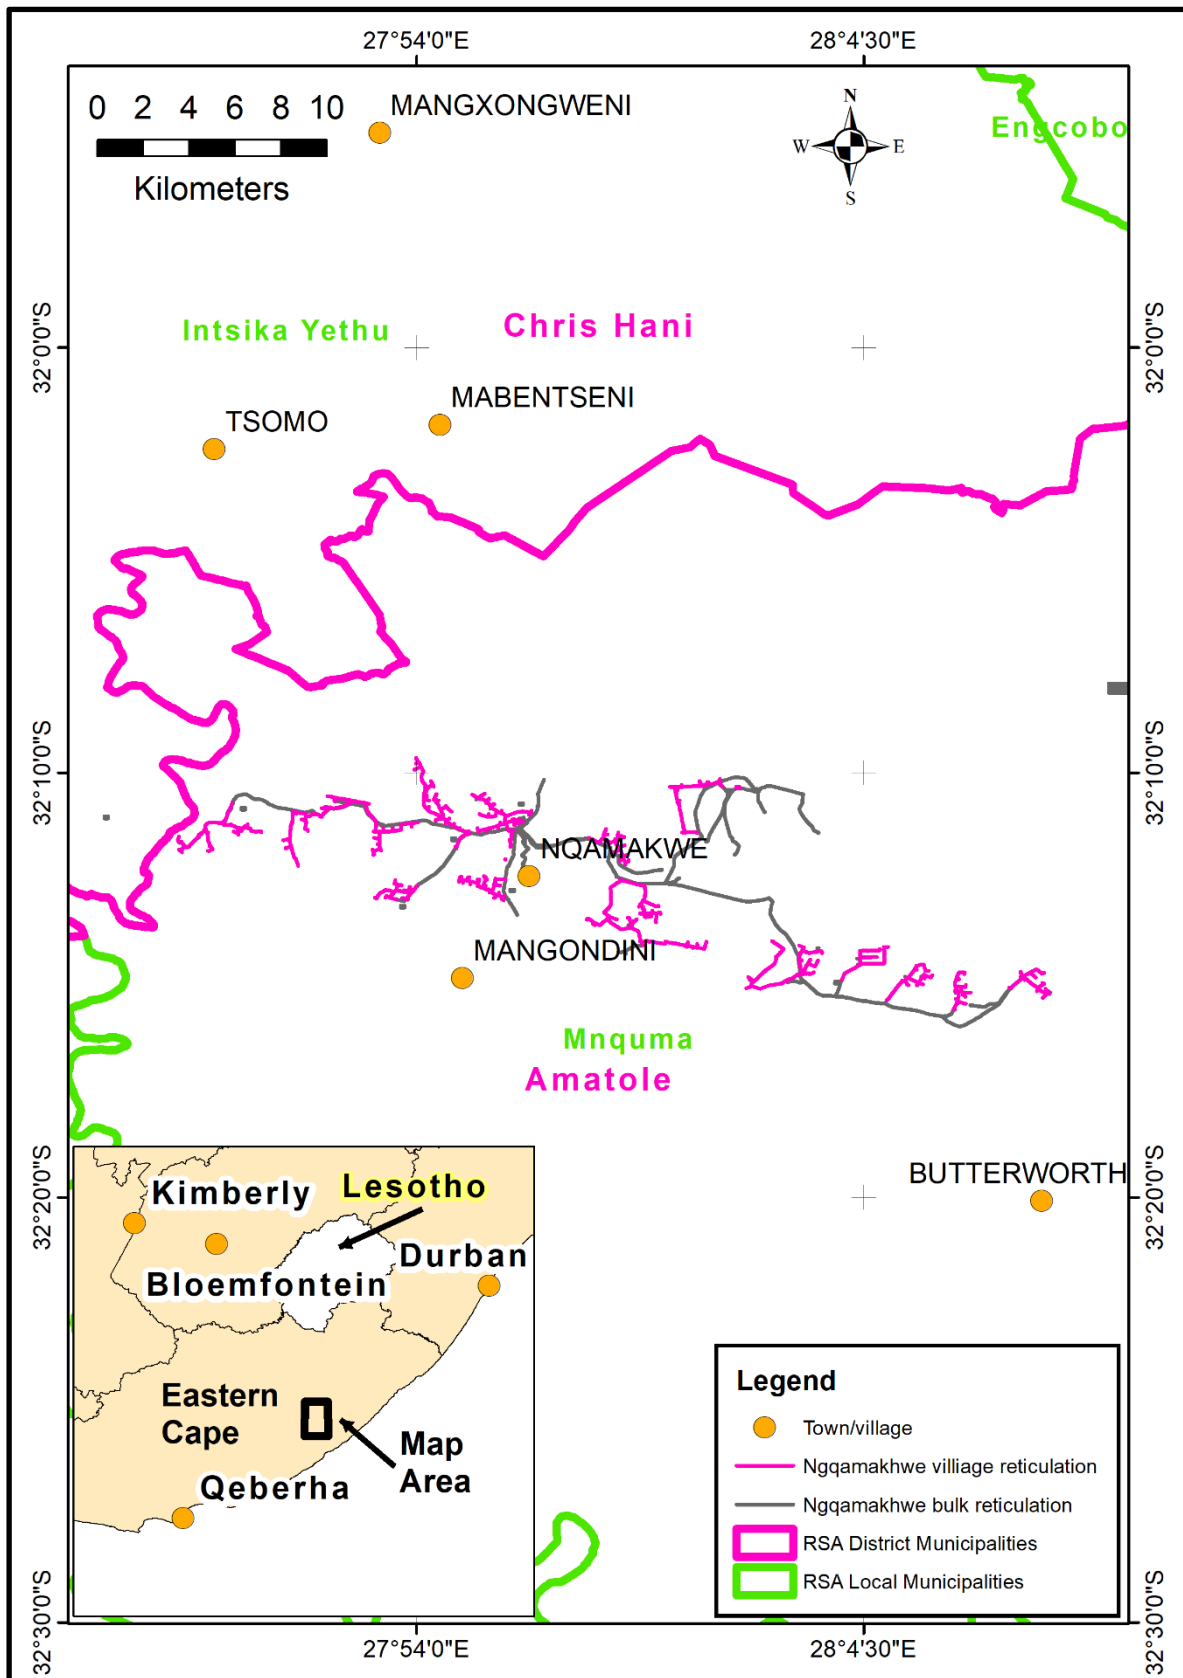 27°54'0"E
28°4'30"E
0 2 4 6 8 10
Kilometers
MANGXONGWENI
N
W
E
S
Engcobo
32°0'0"S
32°0'0"S
Intsika Yethu
Chris Hani
MABENTSENI
TSOMO
32°10'0"S
32°10'0"S
NQAMAKWE
MANGONDINI
Mnquma
Amatole
32°20'0"S
32°20'0"S
BUTTERWORTH
Kimberly
Lesotho
Durban
Bloemfontein
Eastern
Cape
Map
Area
Qeberha
Legend
Town/village
Ngqamakhwe villiage reticulation
Ngqamakhwe bulk reticulation
RSA District Municipalities
RSA Local Municipalities
32°30'0"S
32°30'0"S
27°54'0"E
28°4'30"E